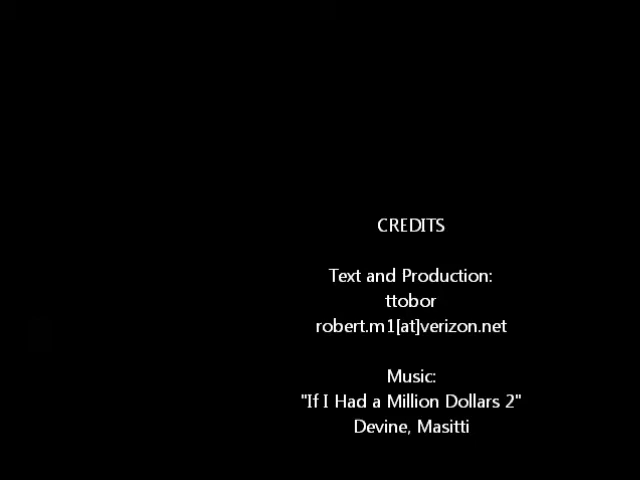 CREDITS
Text and Production:
ttobor
robert.m1[at]verizon.net
Music:
"If I Had a Million Dollars 2"
Devine, Masitti